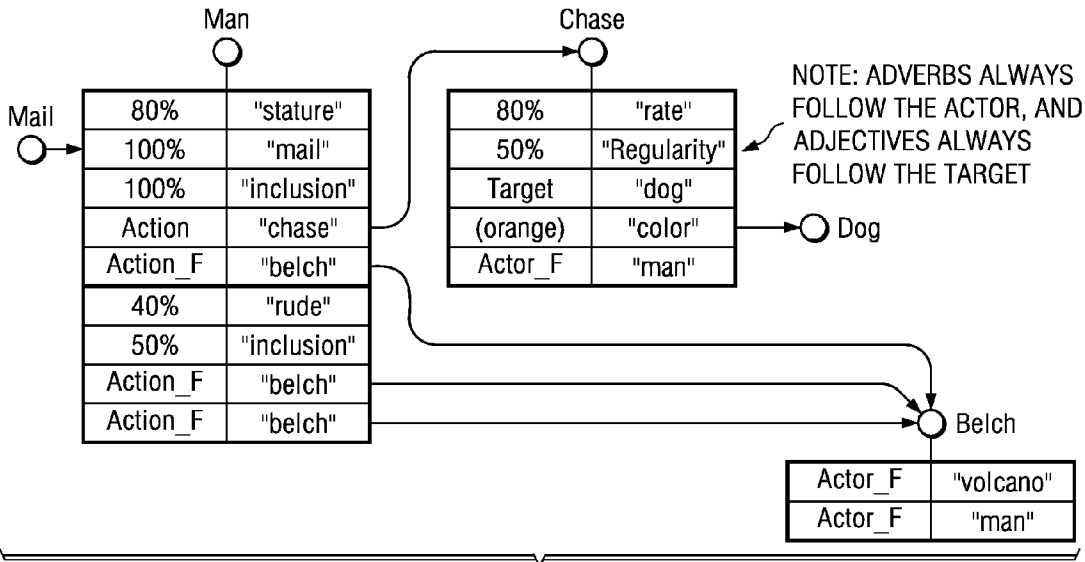 Man
Chase
Mail
80% "stature"
100% "mail"
100% "inclusion"
Action "chase"
Action_F "belch"
40% "rude"
50% "inclusion"
Action_F "belch"
Action_F "belch"
80% "rate"
50% "Regularity"
Target "dog"
(orange) "color"
Actor_F "man"
NOTE: ADVERBS ALWAYS
FOLLOW THE ACTOR, AND
ADJECTIVES ALWAYS
FOLLOW THE TARGET
Dog
Belch
Actor_F "volcano"
Actor_F "man"